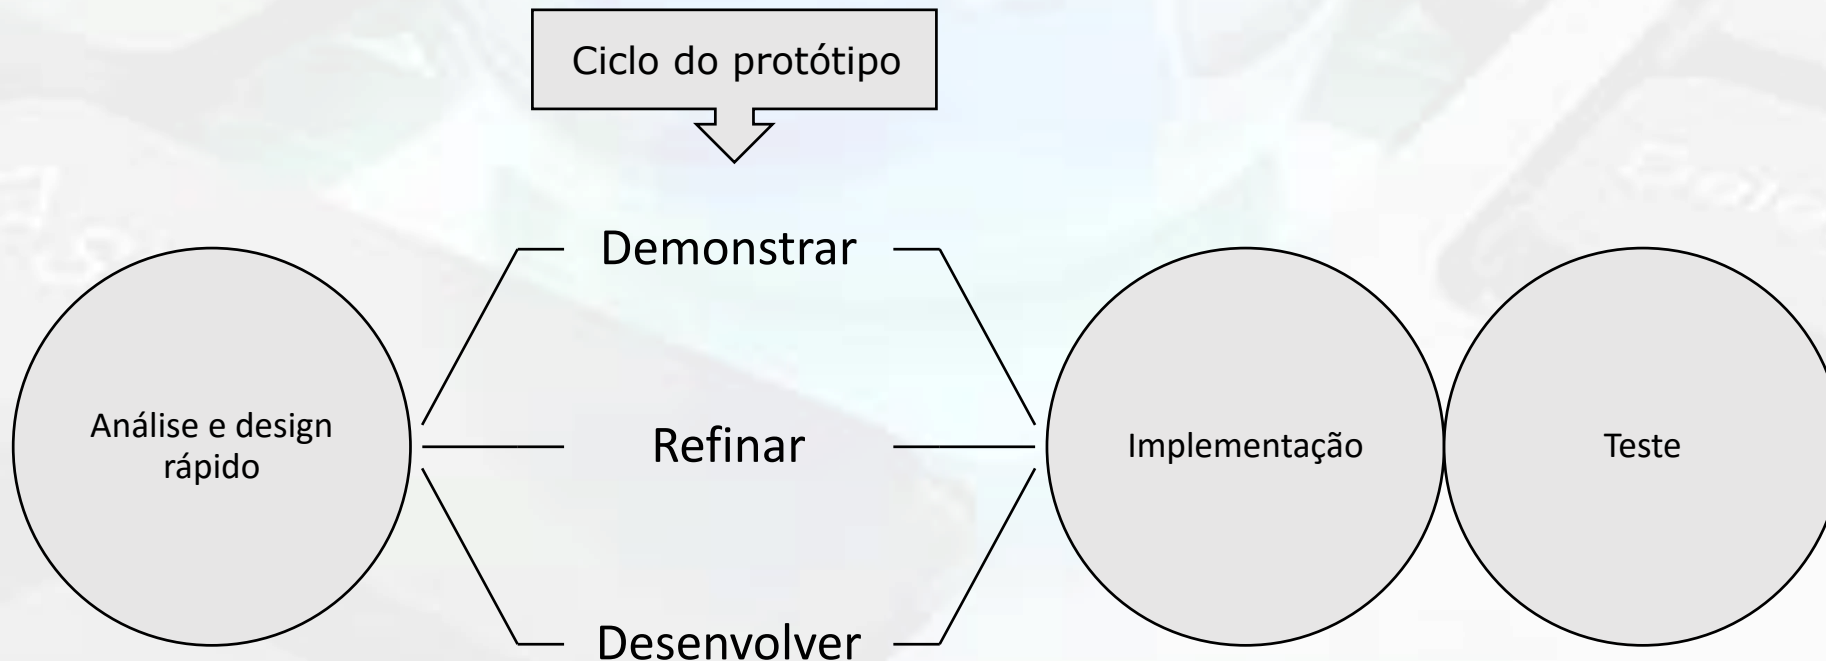 Ciclo do protótipo
Demonstrar
Análise e design
rápido
Refinar
Implementação
Teste
Desenvolver